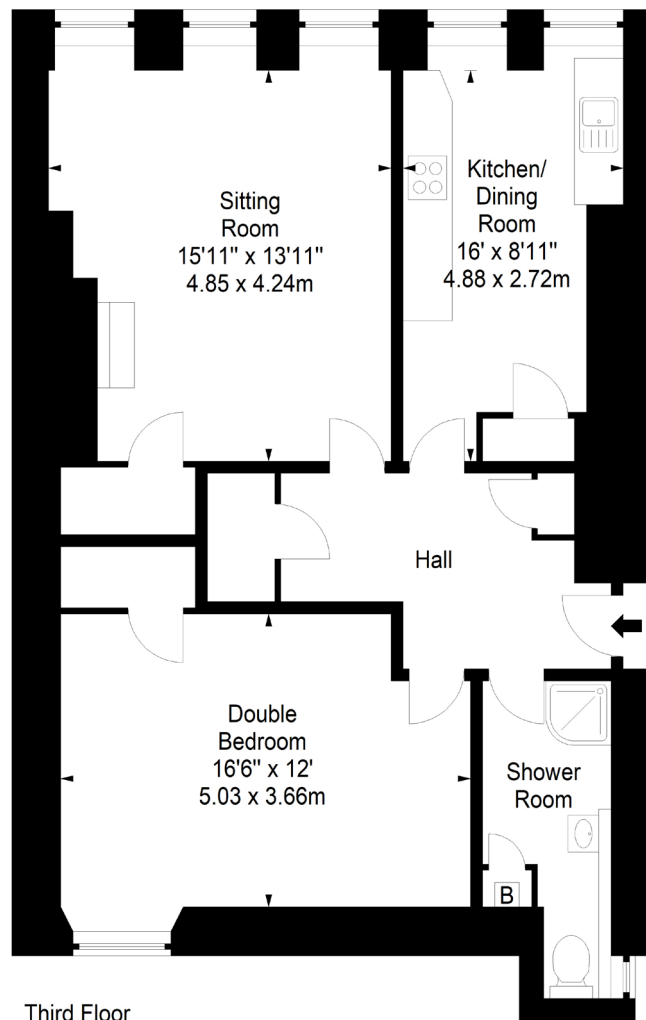 Sitting
Room
15'11" x 13'11"
4.85 x 4.24m
Kitchen/
Dining
Room
16' x 8'11"
4.88 x 2.72m
Hall
Double
Bedroom
16'6" x 12'
5.03 x 3.66m
Shower
Room
B
Third Floor